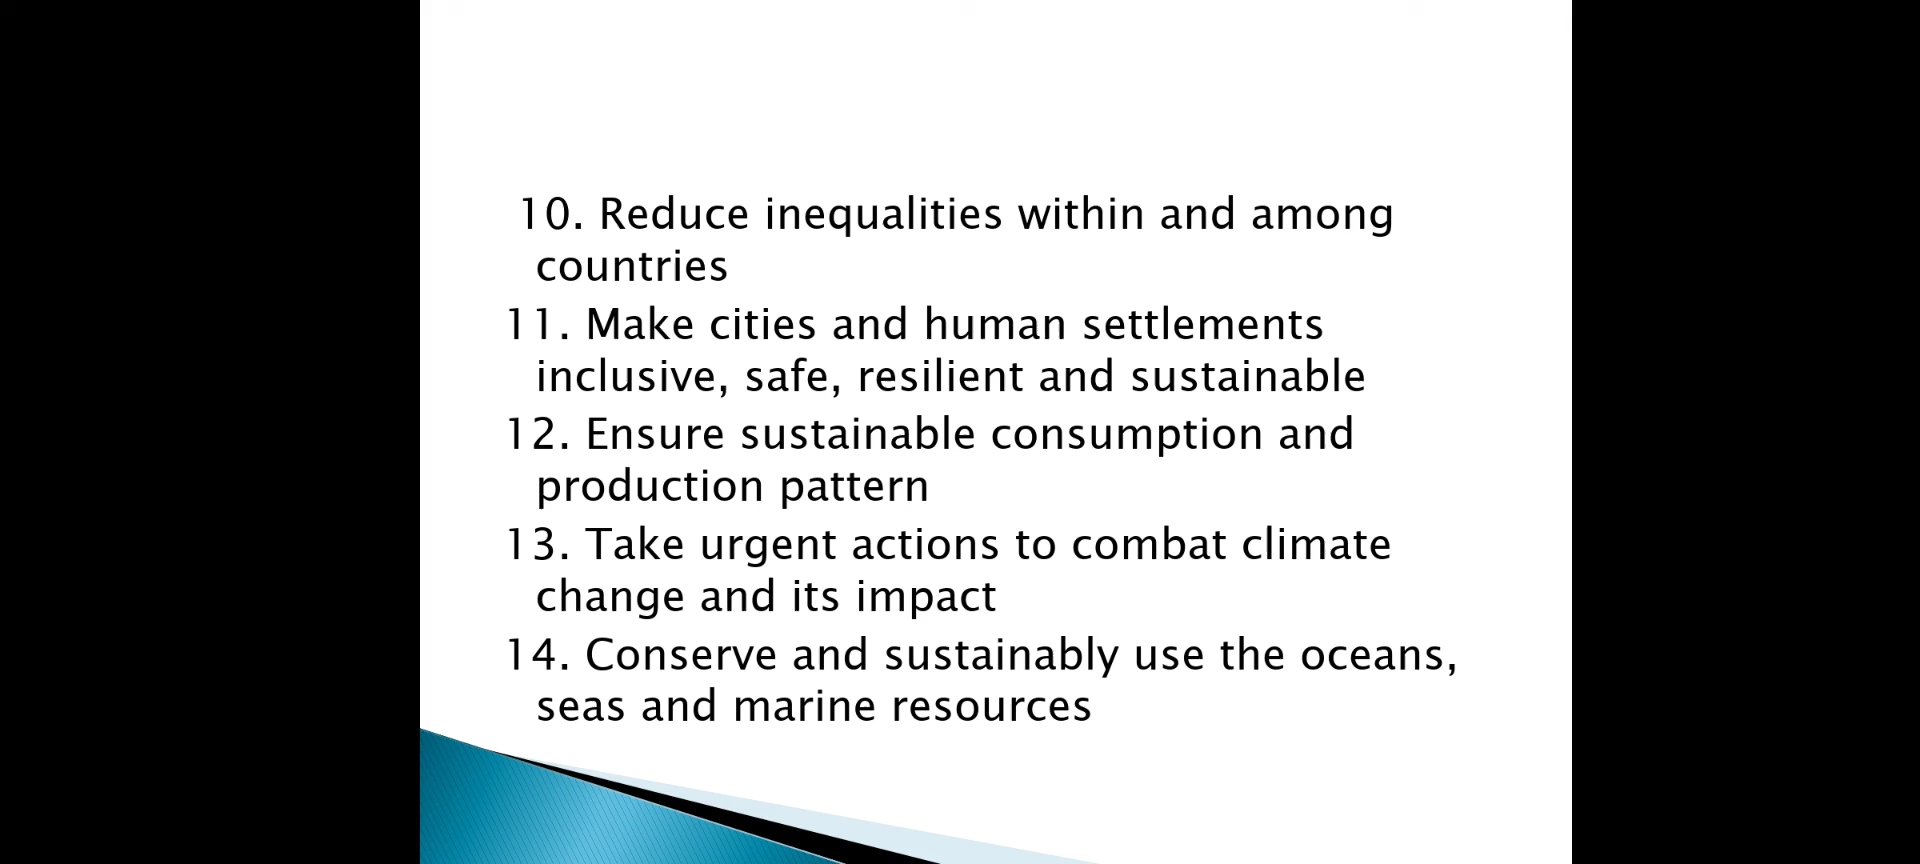 10. Reduce inequalities within and among
countries
11. Make cities and human settlements
inclusive, safe, resilient and sustainable
12. Ensure sustainable consumption and
production pattern
13. Take urgent actions to combat climate
change and its impact
14. Conserve and sustainably use the oceans,
seas and marine resources